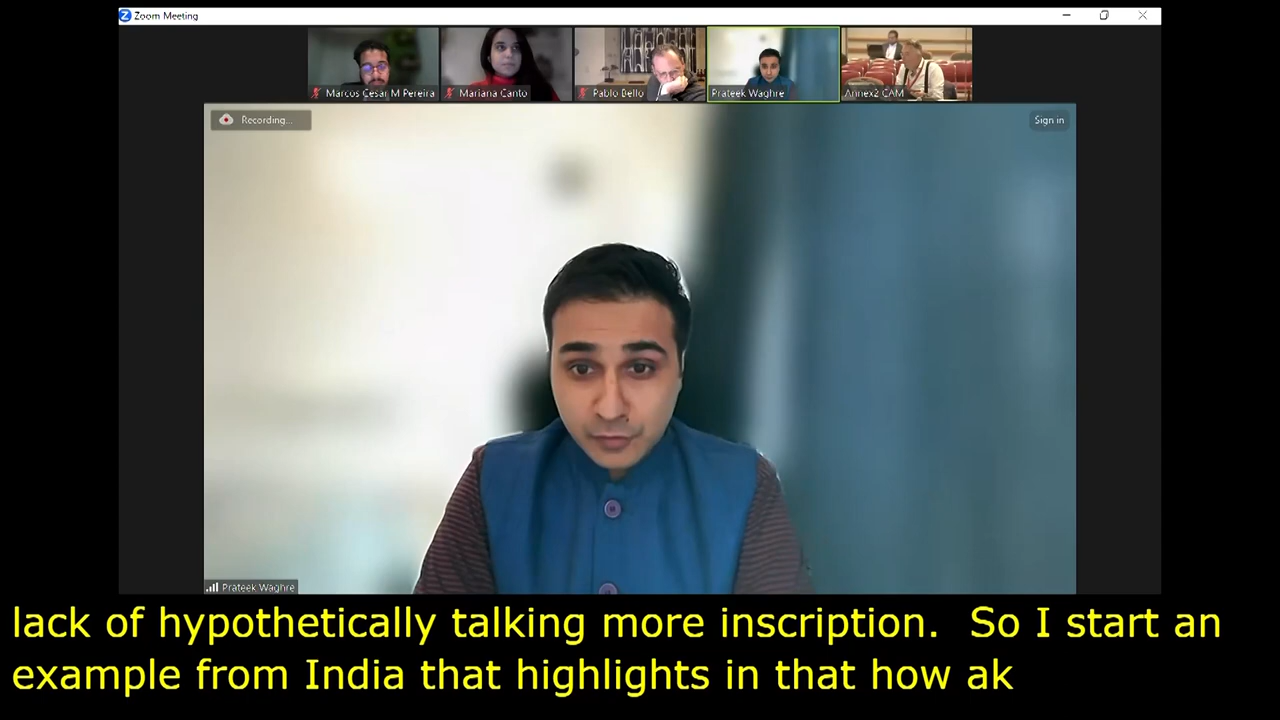 Zoom Meeting
Marcos Cesar M Pereira
Mariana Canto
Pablo Bello
Prateek Waghre
Annex2 CAM
Recording...
Sign in
Prateek Waghre
lack of hypothetically talking more inscription.  So I start an
example from India that highlights in that how ak